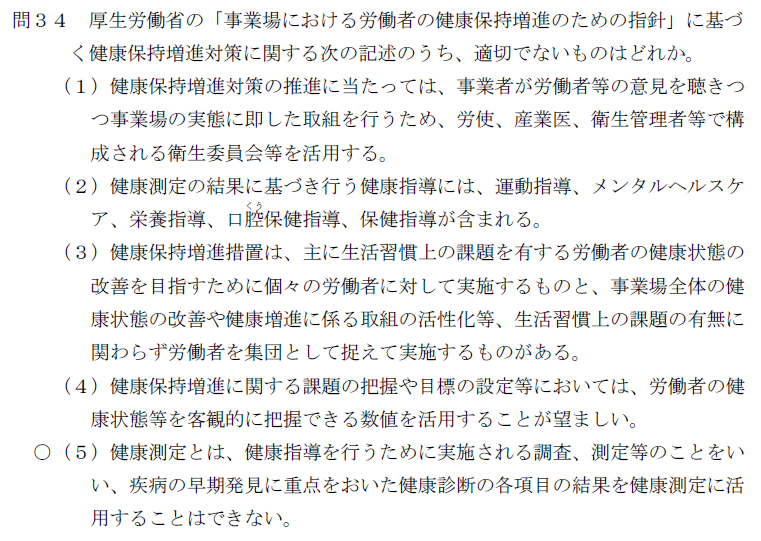 問３４　厚生労働省の「事業場における労働者の健康保持増進のための指針」に基づ
く健康保持増進対策に関する次の記述のうち、適切でないものはどれか。
（１）健康保持増進対策の推進に当たっては、事業者が労働者等の意見を聴きつ
つ事業場の実態に即した取組を行うため、労使、産業医、衛生管理者等で構
成される衛生委員会等を活用する。
（２）健康測定の結果に基づき行う健康指導には、運動指導、メンタルヘルスケ
くう
ア、栄養指導、口腔保健指導、保健指導が含まれる。
（３）健康保持増進措置は、主に生活習慣上の課題を有する労働者の健康状態の
改善を目指すために個々の労働者に対して実施するものと、事業場全体の健
康状態の改善や健康増進に係る取組の活性化等、生活習慣上の課題の有無に
関わらず労働者を集団として捉えて実施するものがある。
（４）健康保持増進に関する課題の把握や目標の設定等においては、労働者の健
康状態等を客観的に把握できる数値を活用することが望ましい。
○（５）健康測定とは、健康指導を行うために実施される調査、測定等のことをい
い、疾病の早期発見に重点をおいた健康診断の各項目の結果を健康測定に活
用することはできない。